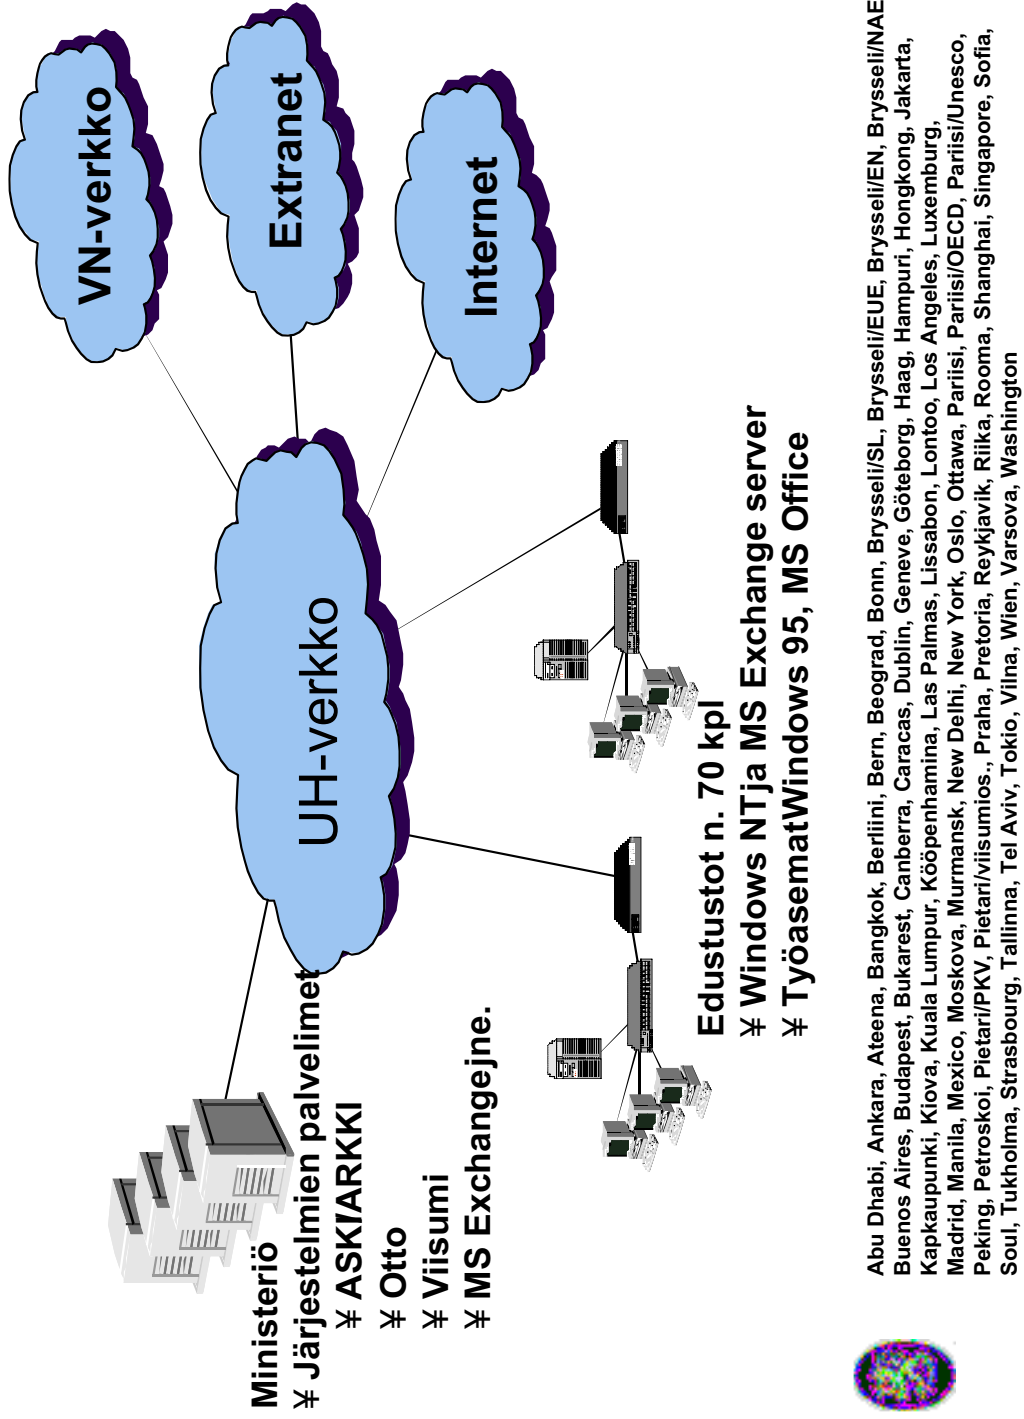 VN-verkko
Extranet
Internet
UH-verkko
Ministeriö
¥ Järjestelmien palvelimet
¥ ASKI/ARKKI
¥ Otto
¥ Viisumi
¥ MS Exchangejne.
Edustustot n. 70 kpl
¥ Windows NTja MS Exchange server
¥ TyöasematWindows 95, MS Office
Abu Dhabi, Ankara, Ateena, Bangkok, Berliini, Bern, Beograd, Bonn, Brysseli/SL, Brysseli/EUE, Brysseli/EN, Brysseli/NAE
Buenos Aires, Budapest, Bukarest, Canberra, Caracas, Dublin, Geneve, Göteborg, Haag, Hampuri, Hongkong, Jakarta,
Kapkaupunki, Kiova, Kuala Lumpur, Kööpenhamina, Las Palmas, Lissabon, Lontoo, Los Angeles, Luxemburg,
Madrid, Manila, Mexico, Moskova, Murmansk, New Delhi, New York, Oslo, Ottawa, Pariisi, Pariisi/OECD, Pariisi/Unesco,
Peking, Petroskoi, Pietari/PKV, Pietari/viisumios., Praha, Pretoria, Reykjavik, Riika, Rooma, Shanghai, Singapore, Sofia,
Soul, Tukholma, Strasbourg, Tallinna, Tel Aviv, Tokio, Vilna, Wien, Varsova, Washington